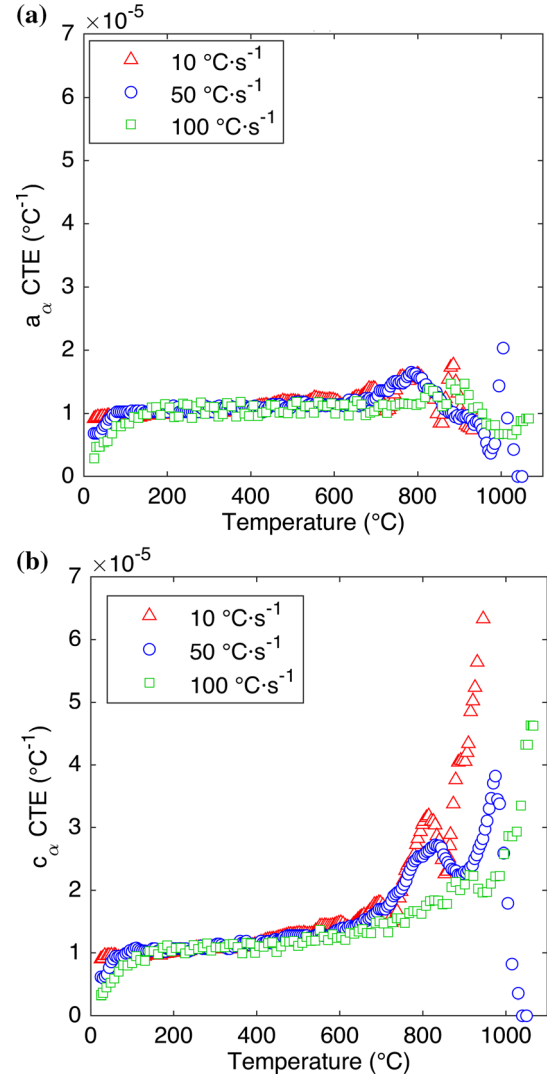 (a)
×10⁻⁵
7
6
5
4
3
2
1
0
10 °C·s⁻¹
50 °C·s⁻¹
100 °C·s⁻¹
aα CTE (°C⁻¹)
0 200 400 600 800 1000
Temperature (°C)
(b)
×10⁻⁵
7
6
5
4
3
2
1
0
10 °C·s⁻¹
50 °C·s⁻¹
100 °C·s⁻¹
cα CTE (°C⁻¹)
0 200 400 600 800 1000
Temperature (°C)